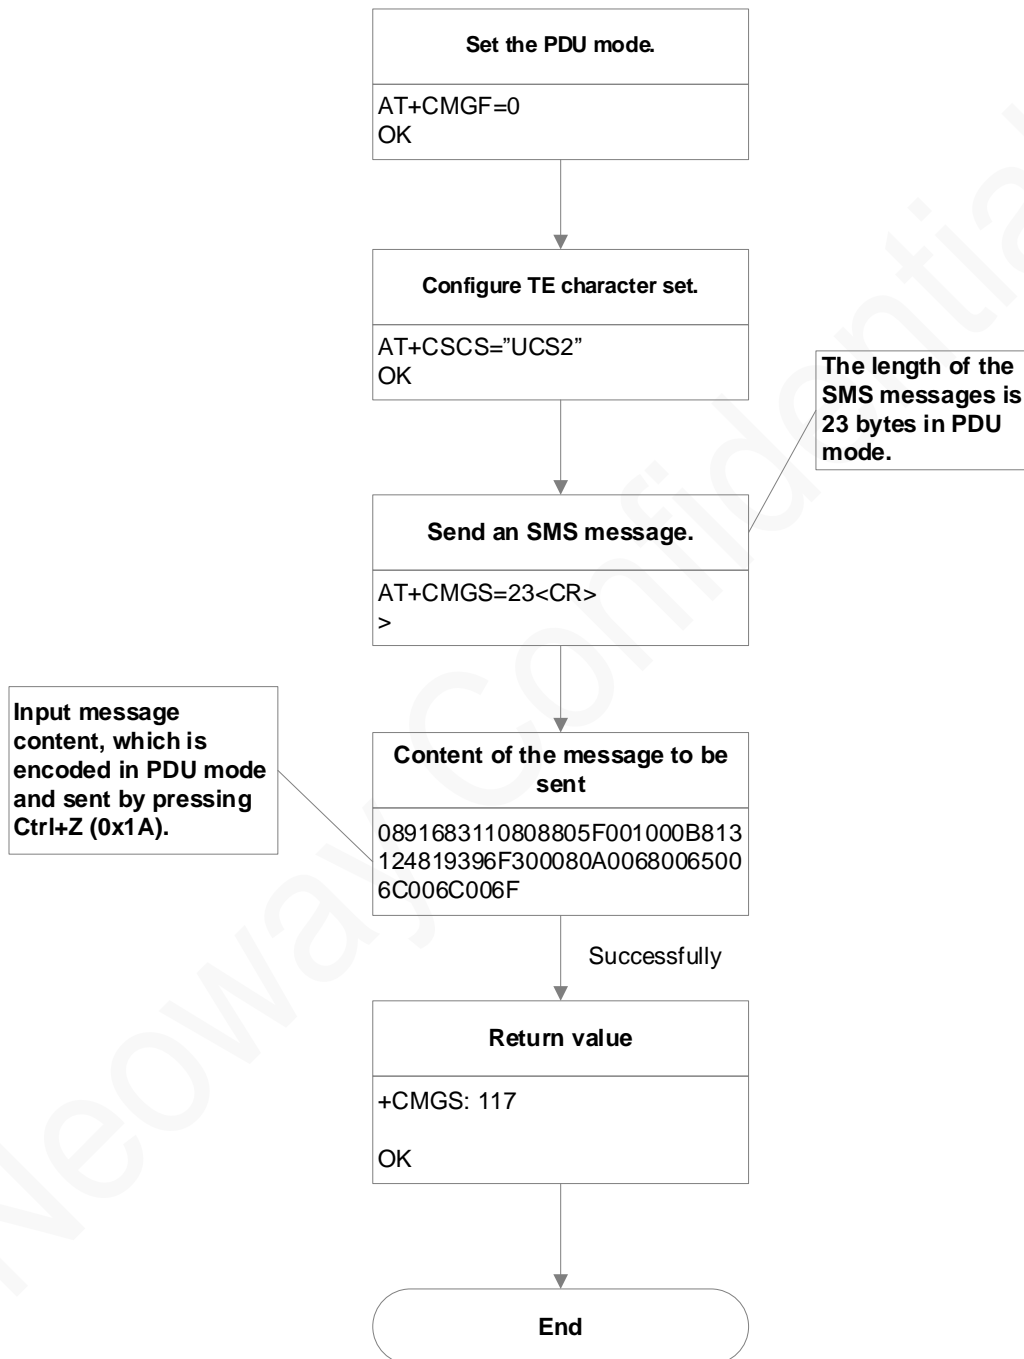 Set the PDU mode.
AT+CMGF=0
OK
Configure TE character set.
AT+CSCS=”UCS2”
OK
The length of the
SMS messages is
23 bytes in PDU
mode.
Send an SMS message.
AT+CMGS=23<CR>
>
Input message
content, which is
encoded in PDU mode
and sent by pressing
Ctrl+Z (0x1A).
Content of the message to be
sent
0891683110808805F001000B813
124819396F300080A0068006500
6C006C006F
Successfully
Return value
+CMGS: 117
OK
End
Neoway Confidential